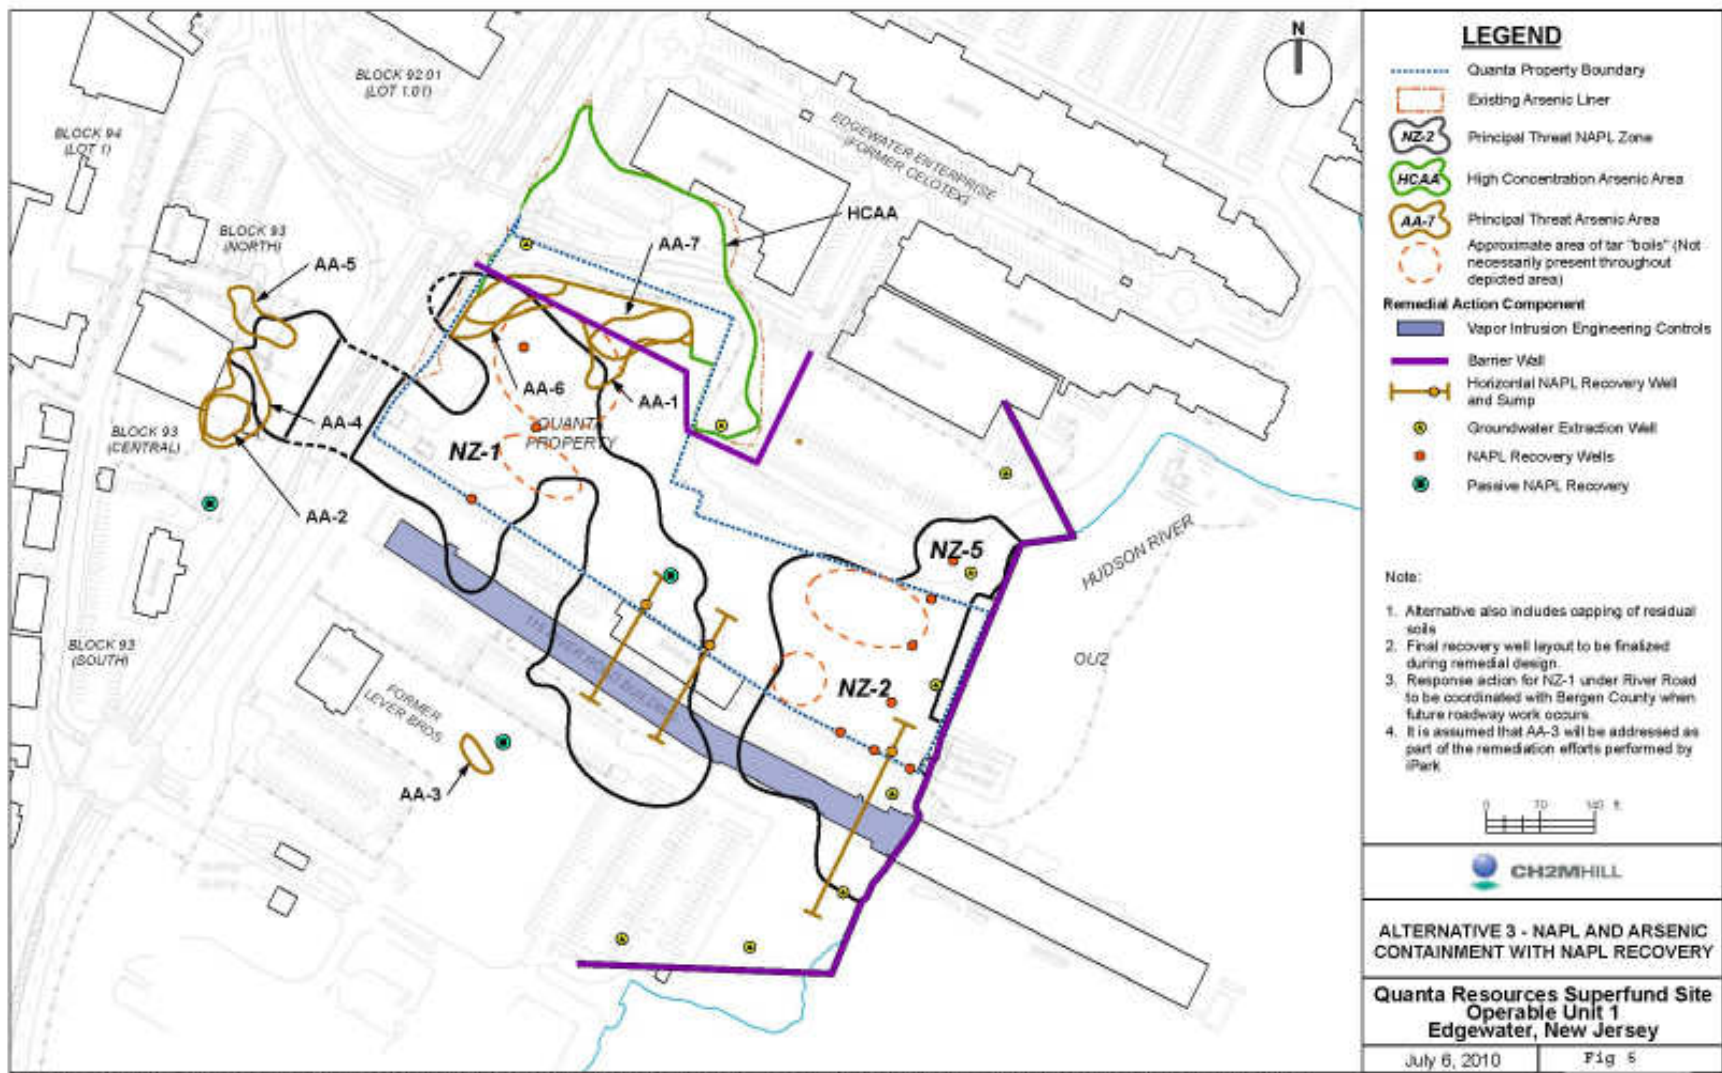 BLOCK 92.01
(LOT 1.01)
BLOCK 94
(LOT 1)
BLOCK 93
(NORTH)
AA-5
AA-4
BLOCK 93
(CENTRAL)
AA-2
BLOCK 93
(SOUTH)
N
EDGEWATER ENTERPRISE
(FORMER CELOTEX)
HCAA
AA-7
AA-6
AA-1
QUANTA
PROPERTY
NZ-1
NZ-5
NZ-2
HUDSON RIVER
OU2
FORMER
LEVER BROS.
AA-3
LEGEND
Quanta Property Boundary
Existing Arsenic Liner
NZ-2 Principal Threat NAPL Zone
HCAA High Concentration Arsenic Area
AA-7 Principal Threat Arsenic Area
Approximate area of tar "boils" (Not
necessarily present throughout
depicted area)
Remedial Action Component
Vapor Intrusion Engineering Controls
Barrier Wall
Horizontal NAPL Recovery Well
and Sump
Groundwater Extraction Well
NAPL Recovery Wells
Passive NAPL Recovery
Note:
1. Alternative also includes capping of residual
soils
2. Final recovery well layout to be finalized
during remedial design.
3. Response action for NZ-1 under River Road
to be coordinated with Bergen County when
future roadway work occurs.
4. It is assumed that AA-3 will be addressed as
part of the remediation efforts performed by
iPark
0 70 140 ft
CH2MHILL
ALTERNATIVE 3 - NAPL AND ARSENIC
CONTAINMENT WITH NAPL RECOVERY
Quanta Resources Superfund Site
Operable Unit 1
Edgewater, New Jersey
July 6, 2010
Fig 6